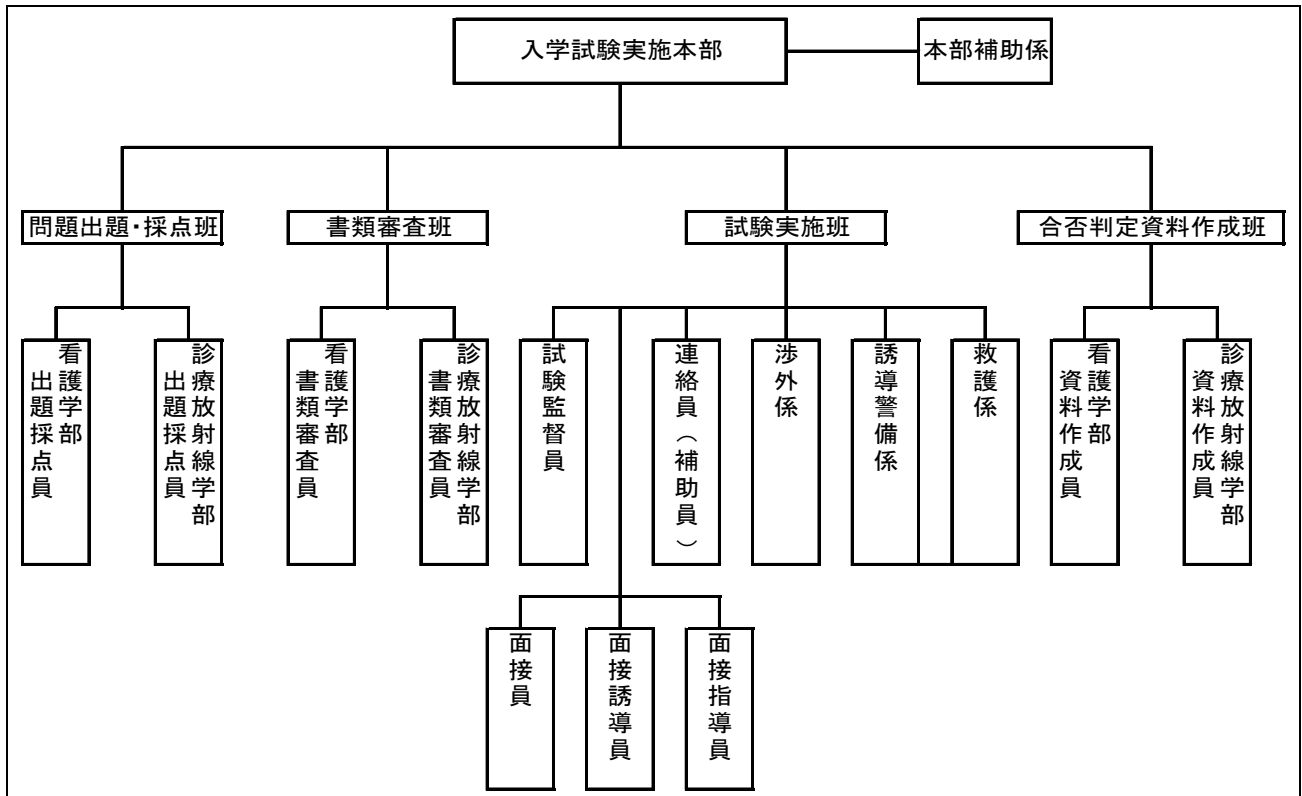 入学試験実施本部
本部補助係
問題出題・採点班
書類審査班
試験実施班
合否判定資料作成班
看護学部
出題採点員
診療放射線学部
出題採点員
看護学部
書類審査員
診療放射線学部
書類審査員
試験監督員
連絡員（補助員）
渉外係
誘導警備係
救護係
看護学部
資料作成員
診療放射線学部
資料作成員
面接員
面接誘導員
面接指導員